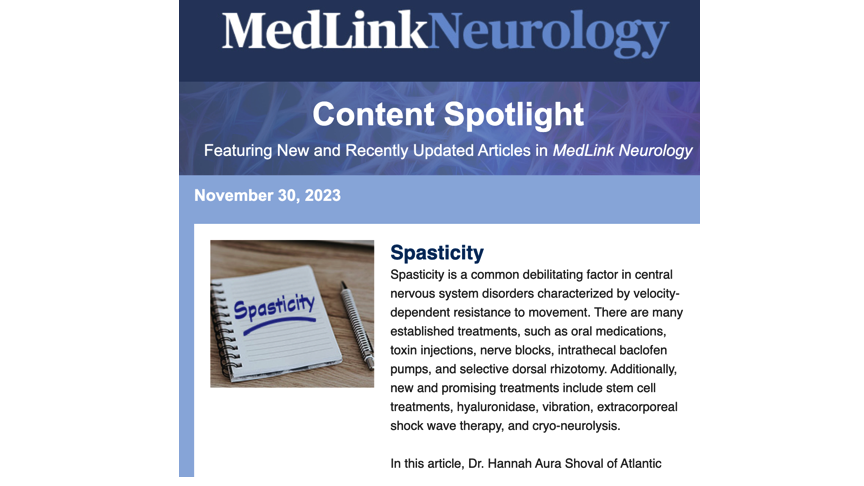 MedLinkNeurology
Content Spotlight
Featuring New and Recently Updated Articles in MedLink Neurology
November 30, 2023
Spasticity
Spasticity
Spasticity is a common debilitating factor in central
nervous system disorders characterized by velocity-
dependent resistance to movement. There are many
established treatments, such as oral medications,
toxin injections, nerve blocks, intrathecal baclofen
pumps, and selective dorsal rhizotomy. Additionally,
new and promising treatments include stem cell
treatments, hyaluronidase, vibration, extracorporeal
shock wave therapy, and cryo-neurolysis.
In this article, Dr. Hannah Aura Shoval of Atlantic